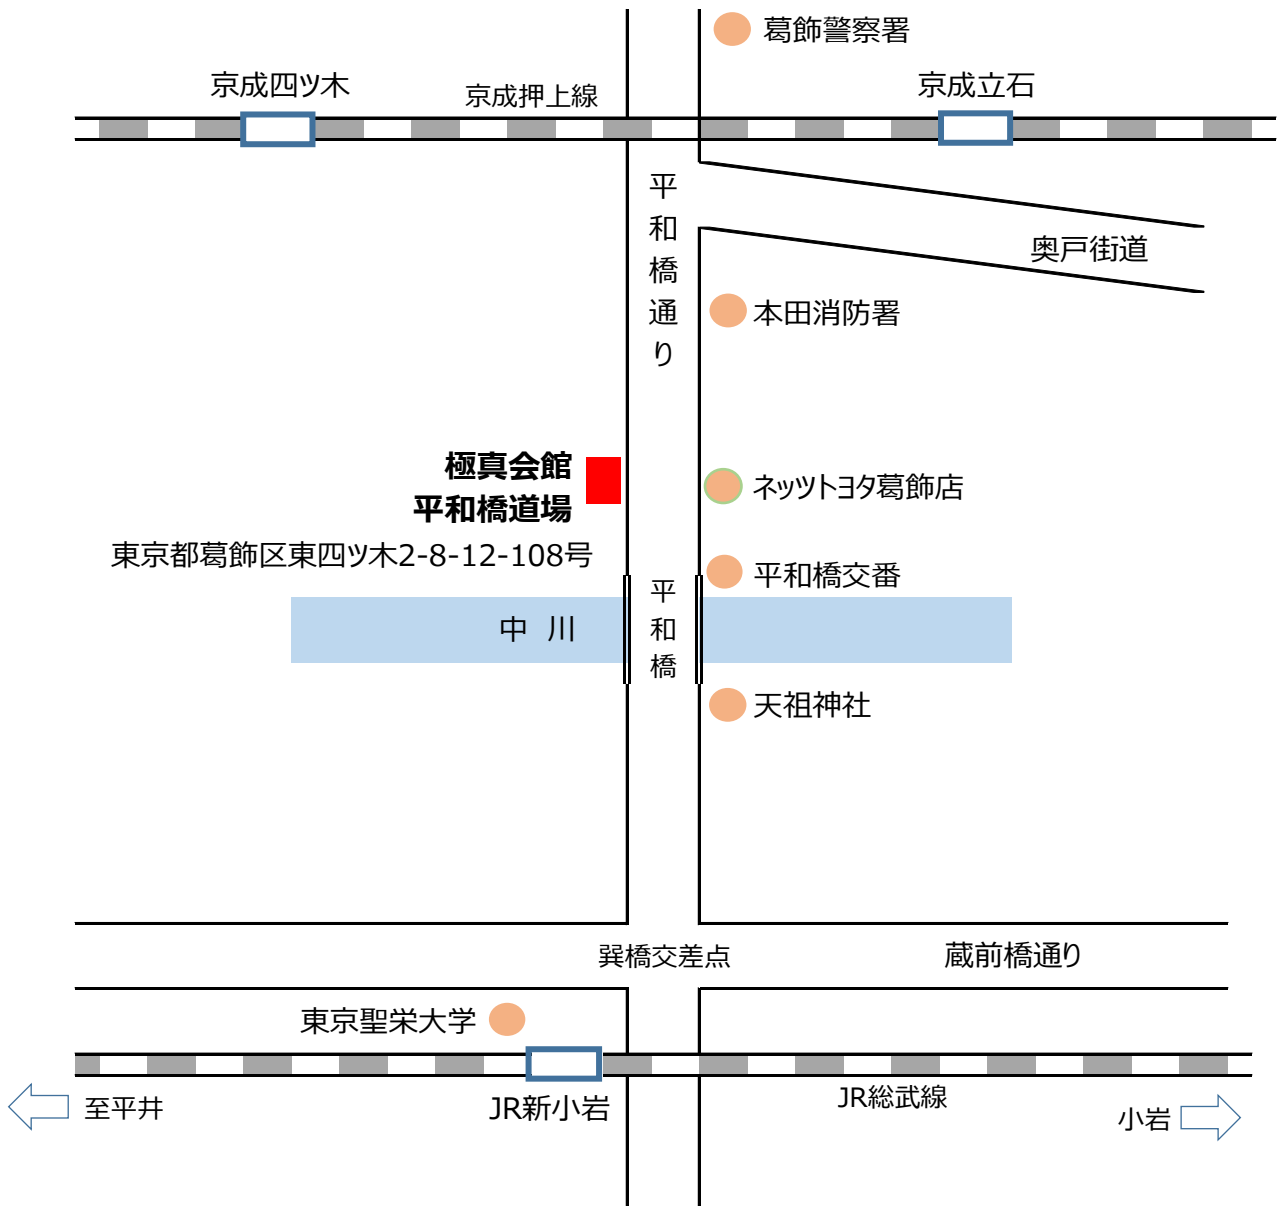 葛飾警察署
京成四ツ木
京成押上線
京成立石
平和橋通り
奥戸街道
本田消防署
極真会館
平和橋道場
ネッツトヨタ葛飾店
東京都葛飾区東四ツ木2-8-12-108号
平和橋交番
平和橋
中 川
天祖神社
巽橋交差点
蔵前橋通り
東京聖栄大学
至平井
JR新小岩
JR総武線
小岩